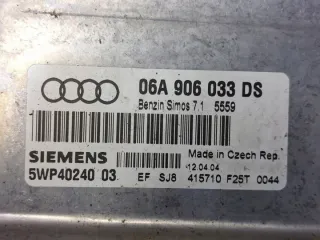 06A 906 033 DS
Benzin Simos 7.1 5559
SIEMENS
Made in Czech Rep.
5WP40240 03
12.04.04
EF SJ8 415710 F25T 0044